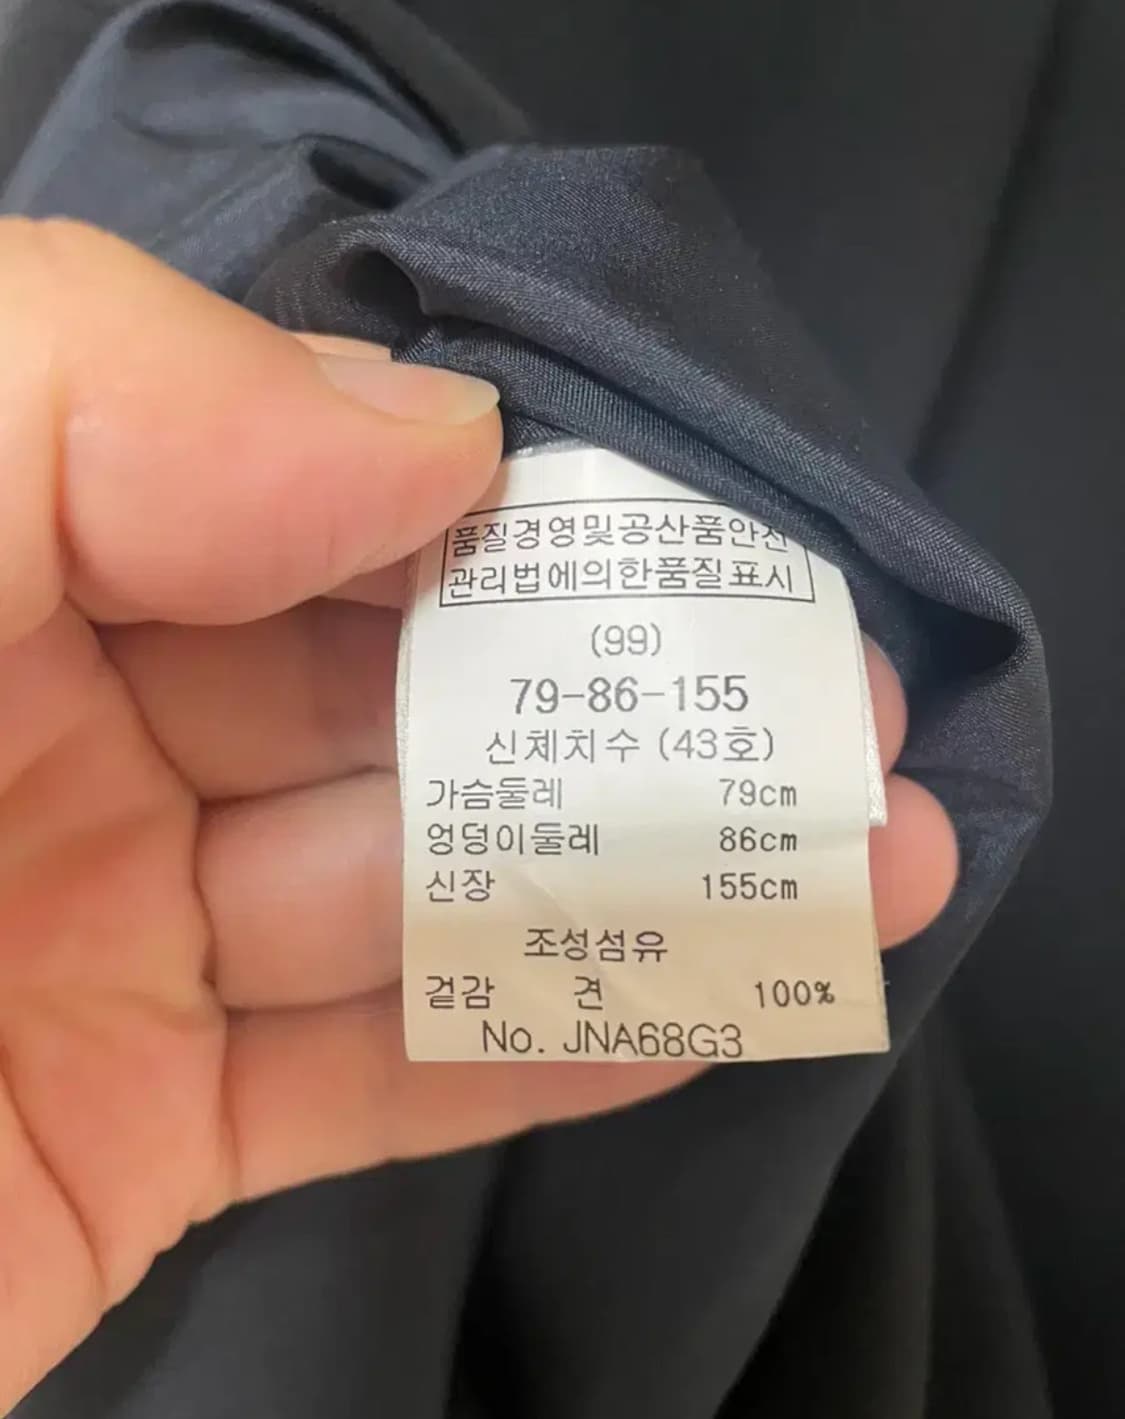 품질경영및공산품안전
관리법에의한품질표시
(99)
79-86-155
신체치수 (43호)
가슴둘레 79cm
엉덩이둘레 86cm
신장 155cm
조성섬유
겉감 견 100%
No. JNA68G3